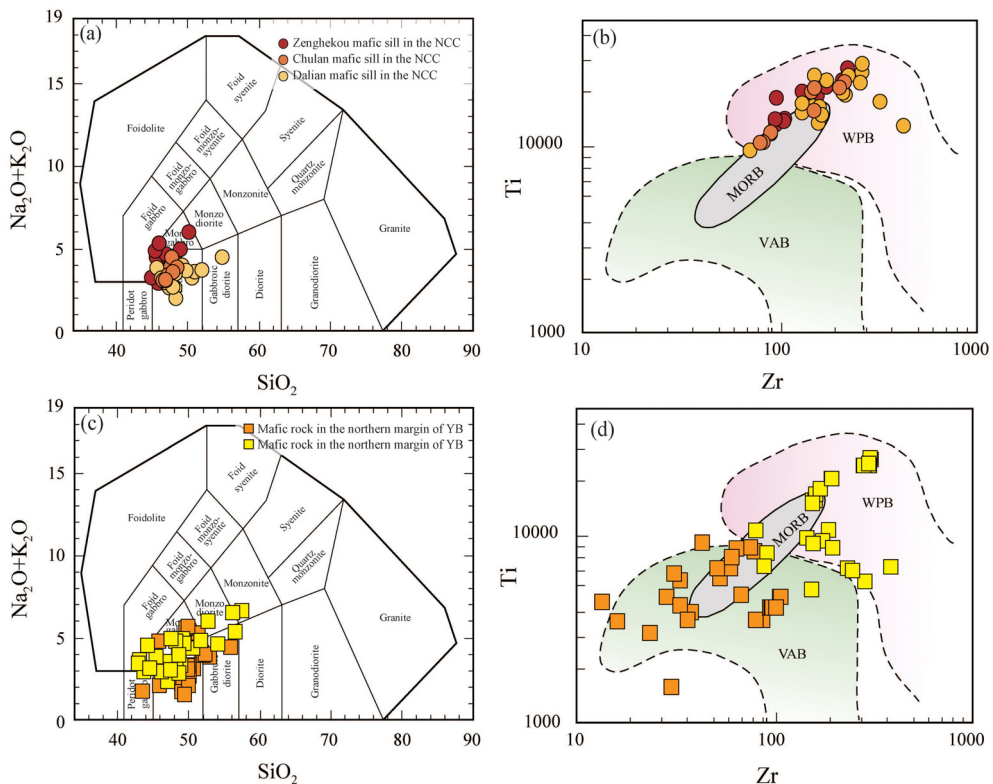 (a)
Zenghekou mafic sill in the NCC
Chulan mafic sill in the NCC
Dalian mafic sill in the NCC
Foid
syenite
Foidolite
Foid
monzo-
syenite
Syenite
Foid
monzo-
gabbro
Quartz
monzonite
Foid
gabbro
Monzonite
Monzo
diorite
gabbro
Granite
Peridot
gabbro
Gabbroic
diorite
Diorite
Granodiorite
19
15
10
5
0
40
50
60
70
80
90
Na₂O+K₂O
SiO₂
(b)
WPB
MORB
VAB
10000
1000
10
100
1000
Ti
Zr
(c)
Mafic rock in the northern margin of YB
Mafic rock in the northern margin of YB
Foid
syenite
Foidolite
Foid
monzo-
syenite
Syenite
Foid
monzo-
gabbro
Quartz
monzonite
Foid
gabbro
Monzonite
Monzo
diorite
Granite
Peridot
gabbro
diorite
Diorite
Granodiorite
19
15
10
5
0
40
50
60
70
80
90
Na₂O+K₂O
SiO₂
(d)
WPB
MORB
VAB
10000
1000
10
100
1000
Ti
Zr